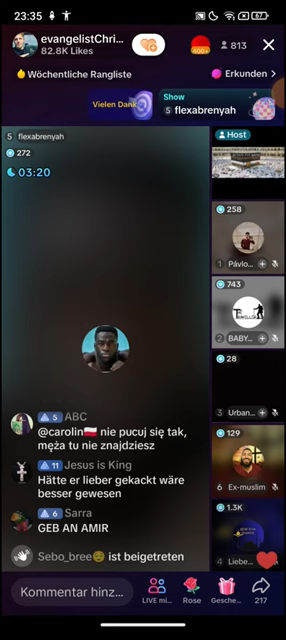 23:35
67
evangelistChri...
82.8K Likes
400+
813
Wöchentliche Rangliste
Erkunden >
Vielen Dank
Show
5 flexabrenyah
5 flexabrenyah
272
03:20
Host
258
1 Pávlo...
743
2 BABY...
28
3 Urban...
129
6 Ex-muslim
1.3K
4 Liebe...
5 ABC
@carolin🇵🇱 nie pucuj się tak,
męża tu nie znajdziesz
11 Jesus is King
Hätte er lieber gekackt wäre
besser gewesen
6 Sarra
GEB AN AMIR
Sebo_bree😌 ist beigetreten
Kommentar hinz...
LIVE mi...
Rose
Gesche...
217